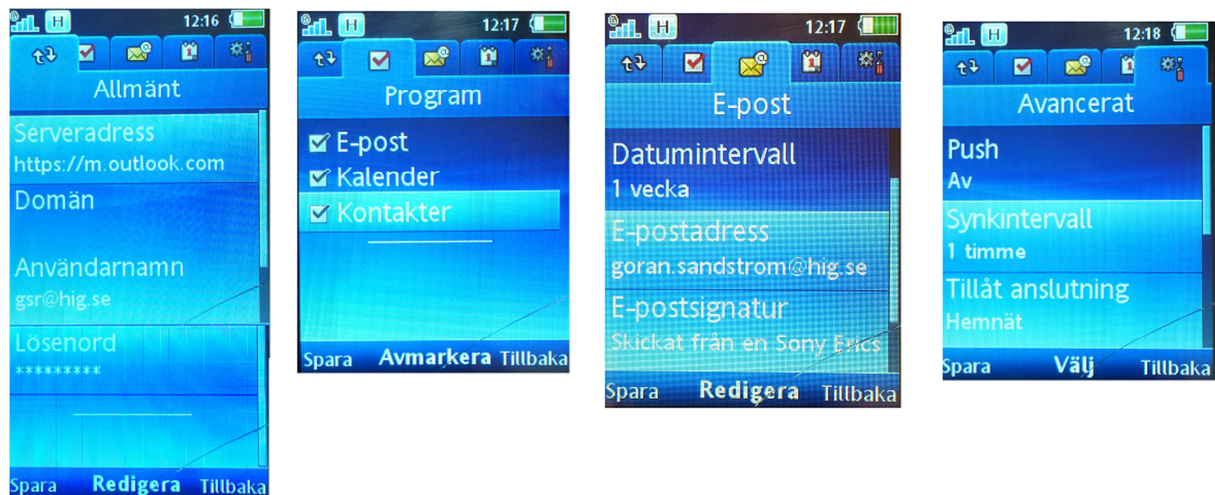 H 12:16
Allmänt
Serveradress
https://m.outlook.com
Domän
Användarnamn
gsr@hig.se
Lösenord
*********
Spara Redigera Tillbaka
H 12:17
Program
E-post
Kalender
Kontakter
Spara Avmarkera Tillbaka
H 12:17
E-post
Datumintervall
1 vecka
E-postadress
goran.sandstrom@hig.se
E-postsignatur
Skickat från en Sony Erics
Spara Redigera Tillbaka
H 12:18
Avancerat
Push
Av
Synkintervall
1 timme
Tillåt anslutning
Hemnät
Spara Välj Tillbaka